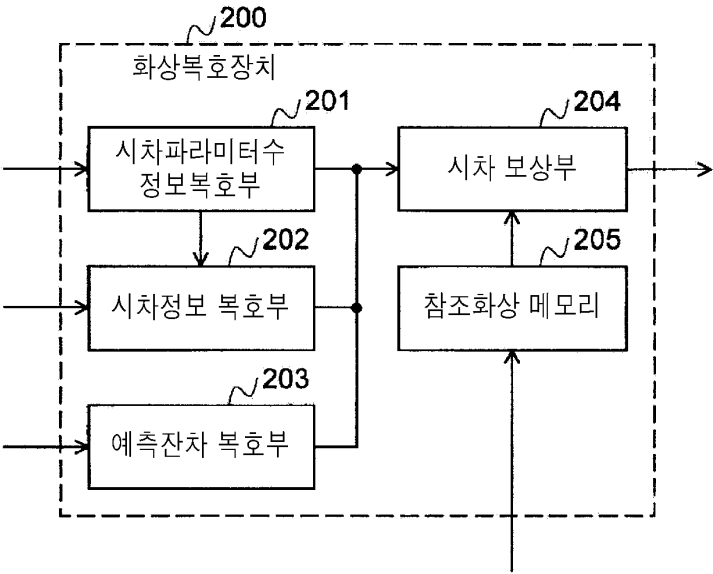 200
화상복호장치
201
시차파라미터수
정보복호부
204
시차 보상부
202
시차정보 복호부
205
참조화상 메모리
203
예측잔차 복호부